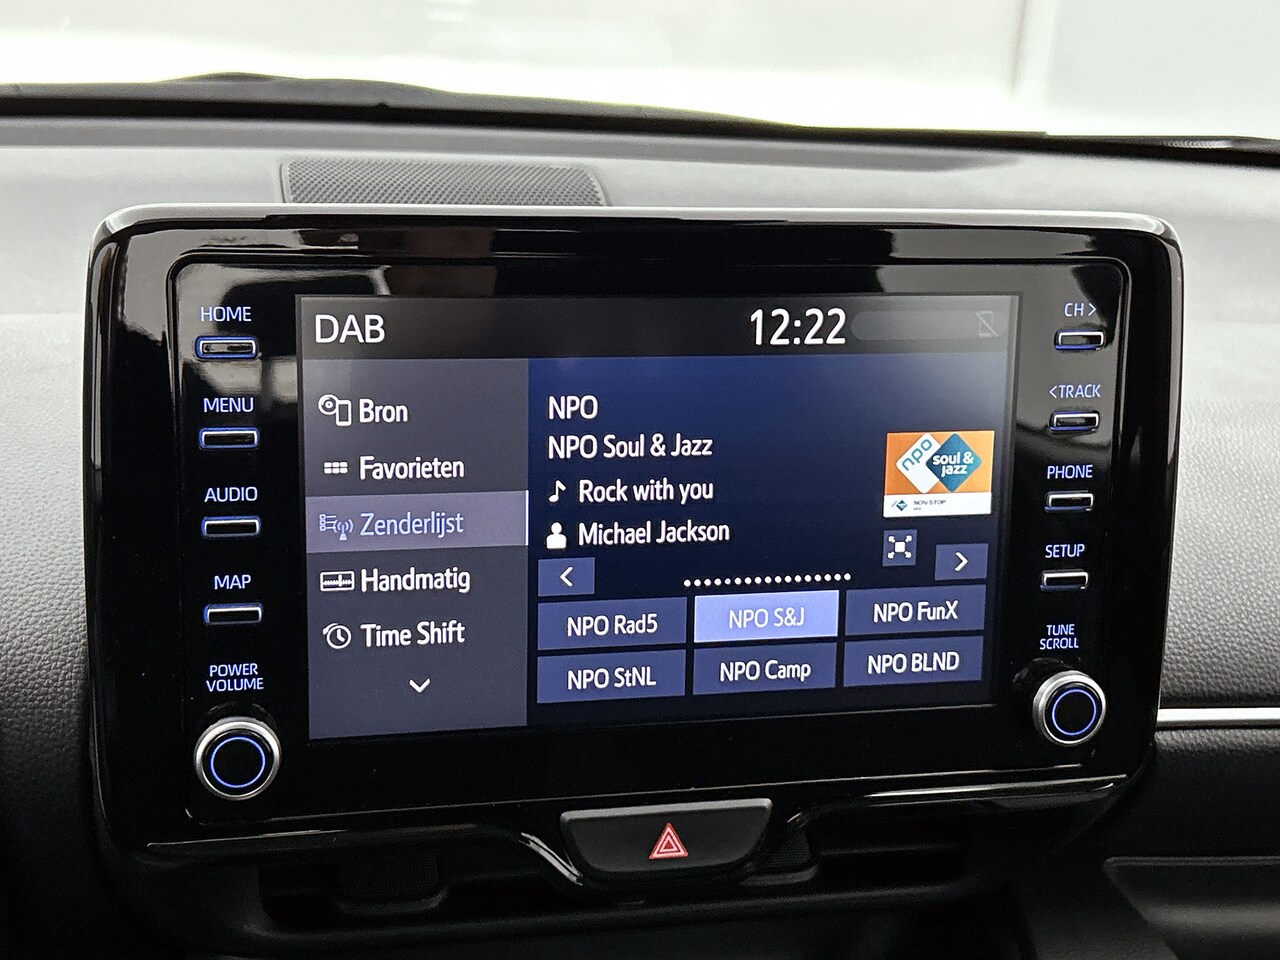 DAB
12:22
HOME
MENU
AUDIO
MAP
POWER
VOLUME
Bron
Favorieten
Zenderlijst
Handmatig
Time Shift
NPO
NPO Soul & Jazz
Rock with you
Michael Jackson
npo
soul &
jazz
NON STOP
NPO Rad5
NPO S&J
NPO FunX
NPO StNL
NPO Camp
NPO BLND
CH >
< TRACK
PHONE
SETUP
TUNE
SCROLL